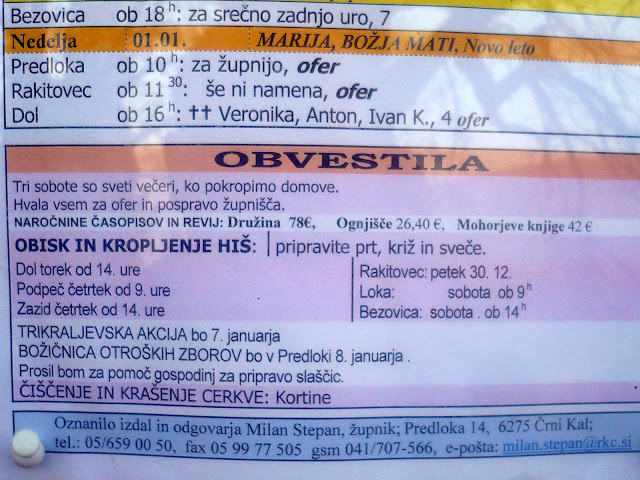 Bezovica ob 18 h: za srečno zadnjo uro, 7
Nedelja 01.01. MARIJA, BOŽJA MATI, Novo leto
Predloka ob 10 h: za župnijo, ofer
Rakitovec ob 11 30: še ni namena, ofer
Dol ob 16 h: †† Veronika, Anton, Ivan K., 4 ofer
OBVESTILA
Tri sobote so sveti večeri, ko pokropimo domove.
Hvala vsem za ofer in pospravo župnišča.
NAROČNINE ČASOPISOV IN REVIJ: Družina 78€, Ognjišče 26,40 €, Mohorjeve knjige 42 €
OBISK IN KROPLJENJE HIŠ: pripravite prt, križ in sveče.
Dol torek od 14. ure
Podpeč četrtek od 9. ure
Zazid četrtek od 14. ure
Rakitovec: petek 30. 12.
Loka: sobota ob 9 h
Bezovica: sobota . ob 14 h
TRIKRALJEVSKA AKCIJA bo 7. januarja
BOŽIČNICA OTROŠKIH ZBOROV bo v Predloki 8. januarja .
Prosil bom za pomoč gospodinj za pripravo slaščic.
ČIŠČENJE IN KRAŠENJE CERKVE: Kortine
Oznanilo izdal in odgovarja Milan Stepan, župnik; Predloka 14, 6275 Črni Kal;
tel.: 05/659 00 50, fax 05 99 77 505 gsm 041/707-566, e-pošta: milan.stepan@rkc.si